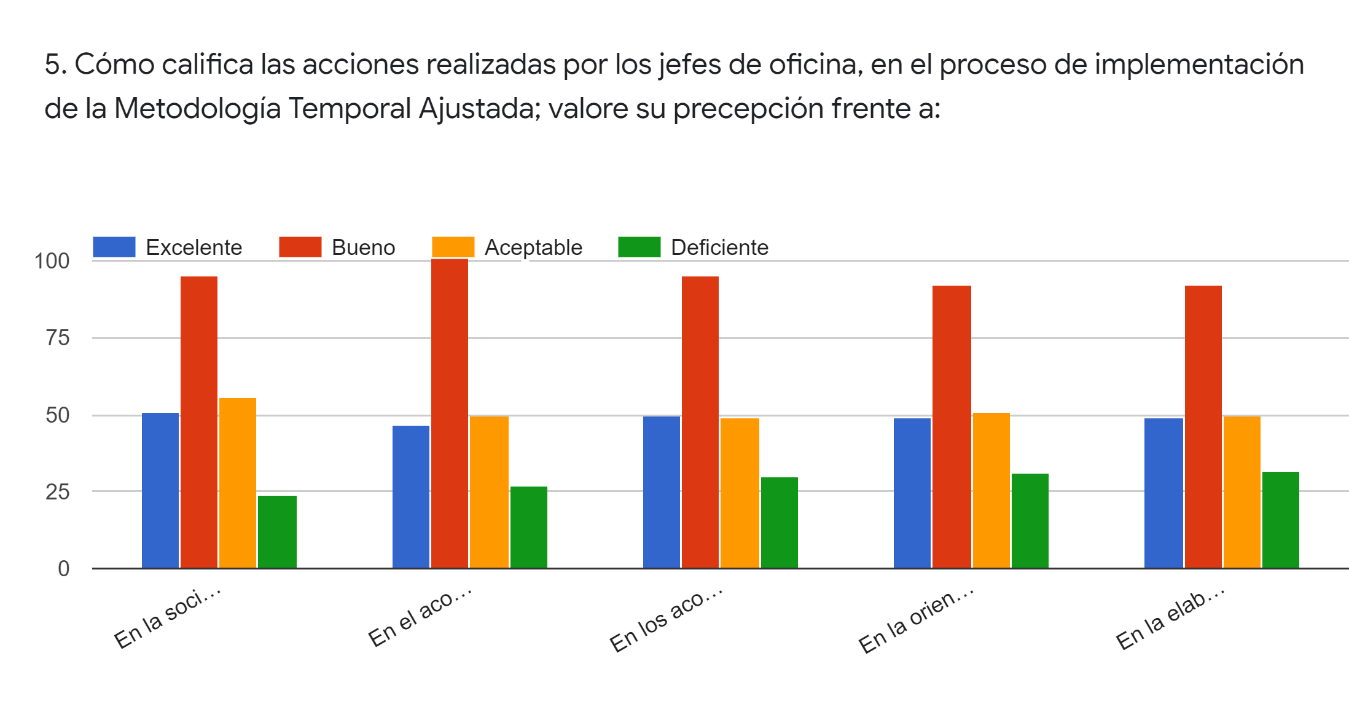 5. Cómo califica las acciones realizadas por los jefes de oficina, en el proceso de implementación
de la Metodología Temporal Ajustada; valore su precepción frente a:
Excelente Bueno Aceptable Deficiente
100
75
50
25
0
En la soci...
En el aco...
En los aco...
En la orien...
En la elab...